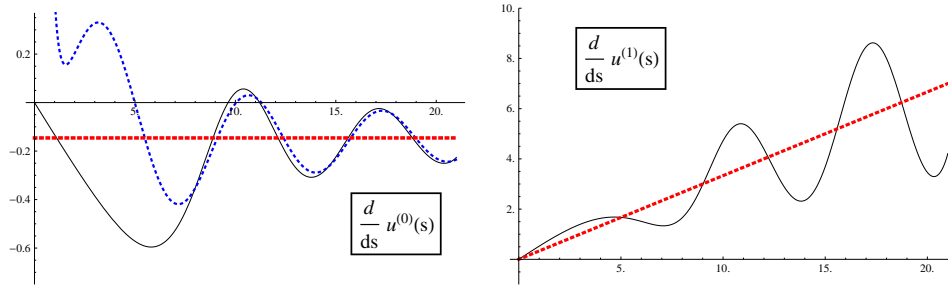 0.2
5.
10.
15.
20.
-0.2
-0.4
-0.6
d
ds
u(0)(s)
10.
8.
6.
4.
2.
5.
10.
15.
20.
d
ds
u(1)(s)